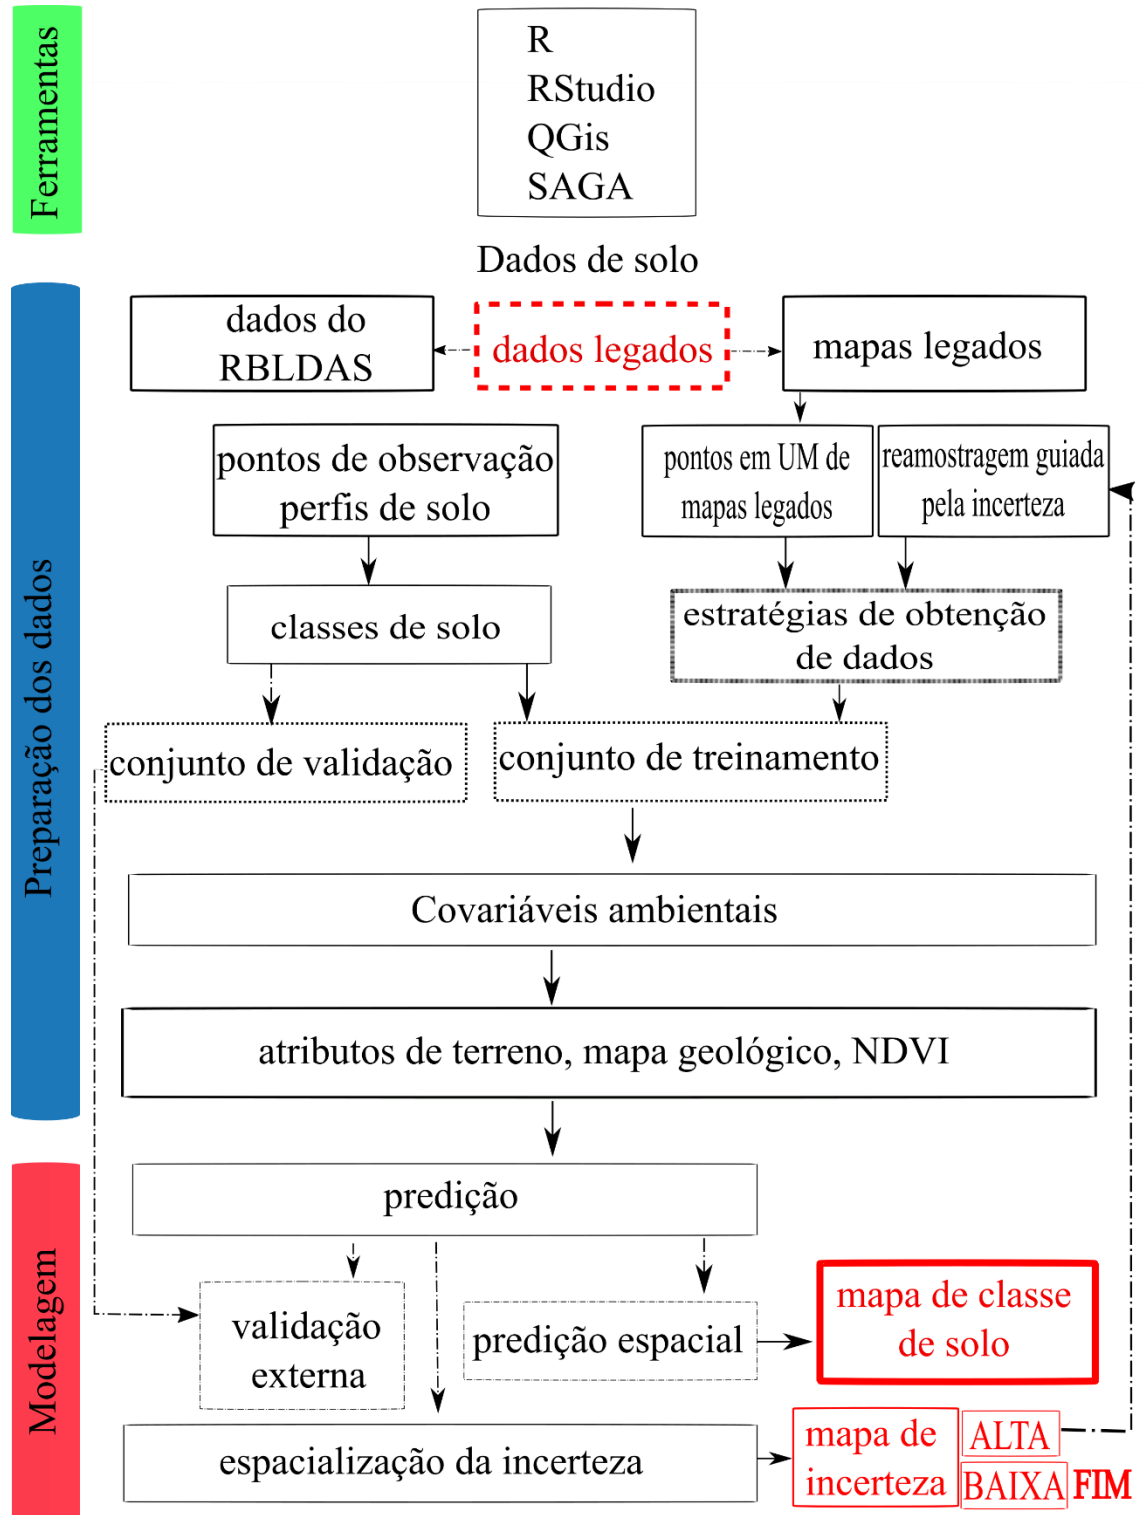 Ferramentas
R
RStudio
QGis
SAGA
Dados de solo
Preparação dos dados
dados do
RBLDAS
dados legados
mapas legados
pontos de observação
perfis de solo
pontos em UM de
mapas legados
reamostragem guiada
pela incerteza
classes de solo
estratégias de obtenção
de dados
conjunto de validação
conjunto de treinamento
Covariáveis ambientais
atributos de terreno, mapa geológico, NDVI
Modelagem
predição
validação
externa
predição espacial
mapa de classe
de solo
espacialização da incerteza
mapa de
incerteza
ALTA
BAIXA
FIM